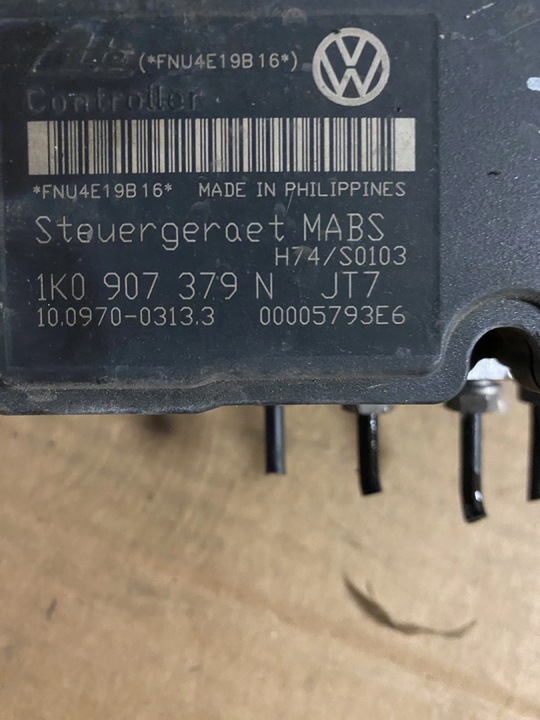 Ate (*FNU4E19B16*)
Controller
*FNU4E19B16* MADE IN PHILIPPINES
Steuergeraet MABS
H74/S0103
1K0 907 379 N JT7
10.0970-0313.3 00005793E6